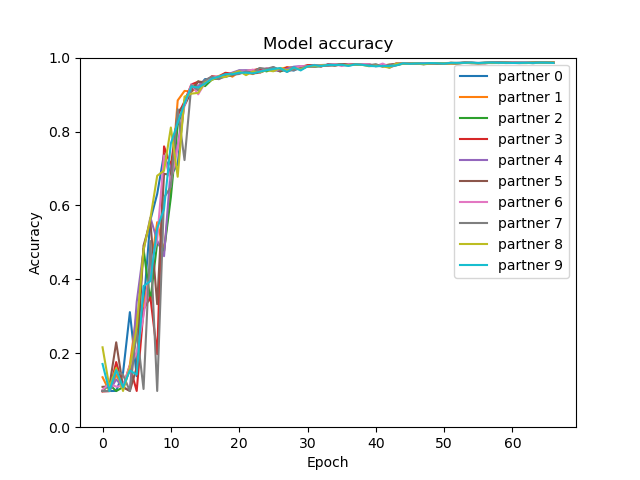 Model accuracy
1.0
0.8
0.6
0.4
0.2
0.0
Accuracy
0 10 20 30 40 50 60
Epoch
partner 0
partner 1
partner 2
partner 3
partner 4
partner 5
partner 6
partner 7
partner 8
partner 9